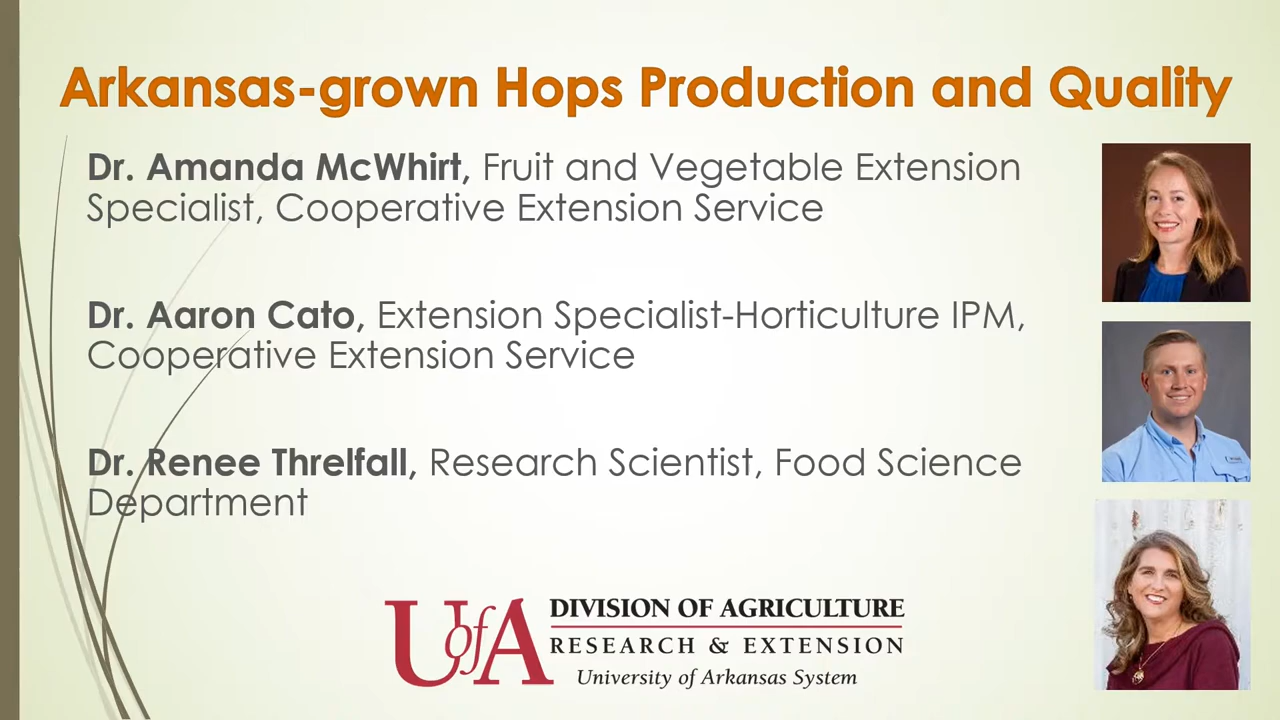 Arkansas-grown Hops Production and Quality
Dr. Amanda McWhirt, Fruit and Vegetable Extension
Specialist, Cooperative Extension Service
Dr. Aaron Cato, Extension Specialist-Horticulture IPM,
Cooperative Extension Service
Dr. Renee Threlfall, Research Scientist, Food Science
Department
UofA
DIVISION OF AGRICULTURE
RESEARCH & EXTENSION
University of Arkansas System